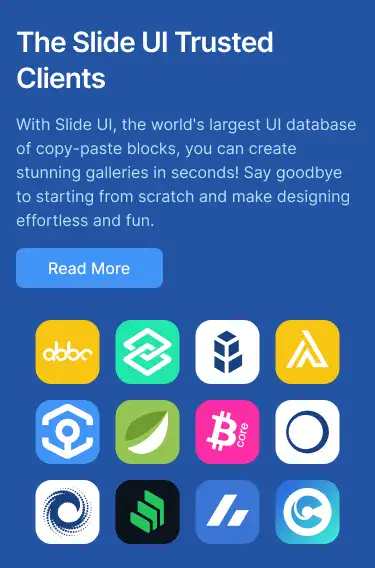 The Slide UI Trusted
Clients
With Slide UI, the world's largest UI database
of copy-paste blocks, you can create
stunning galleries in seconds! Say goodbye
to starting from scratch and make designing
effortless and fun.
Read More
abbc
core